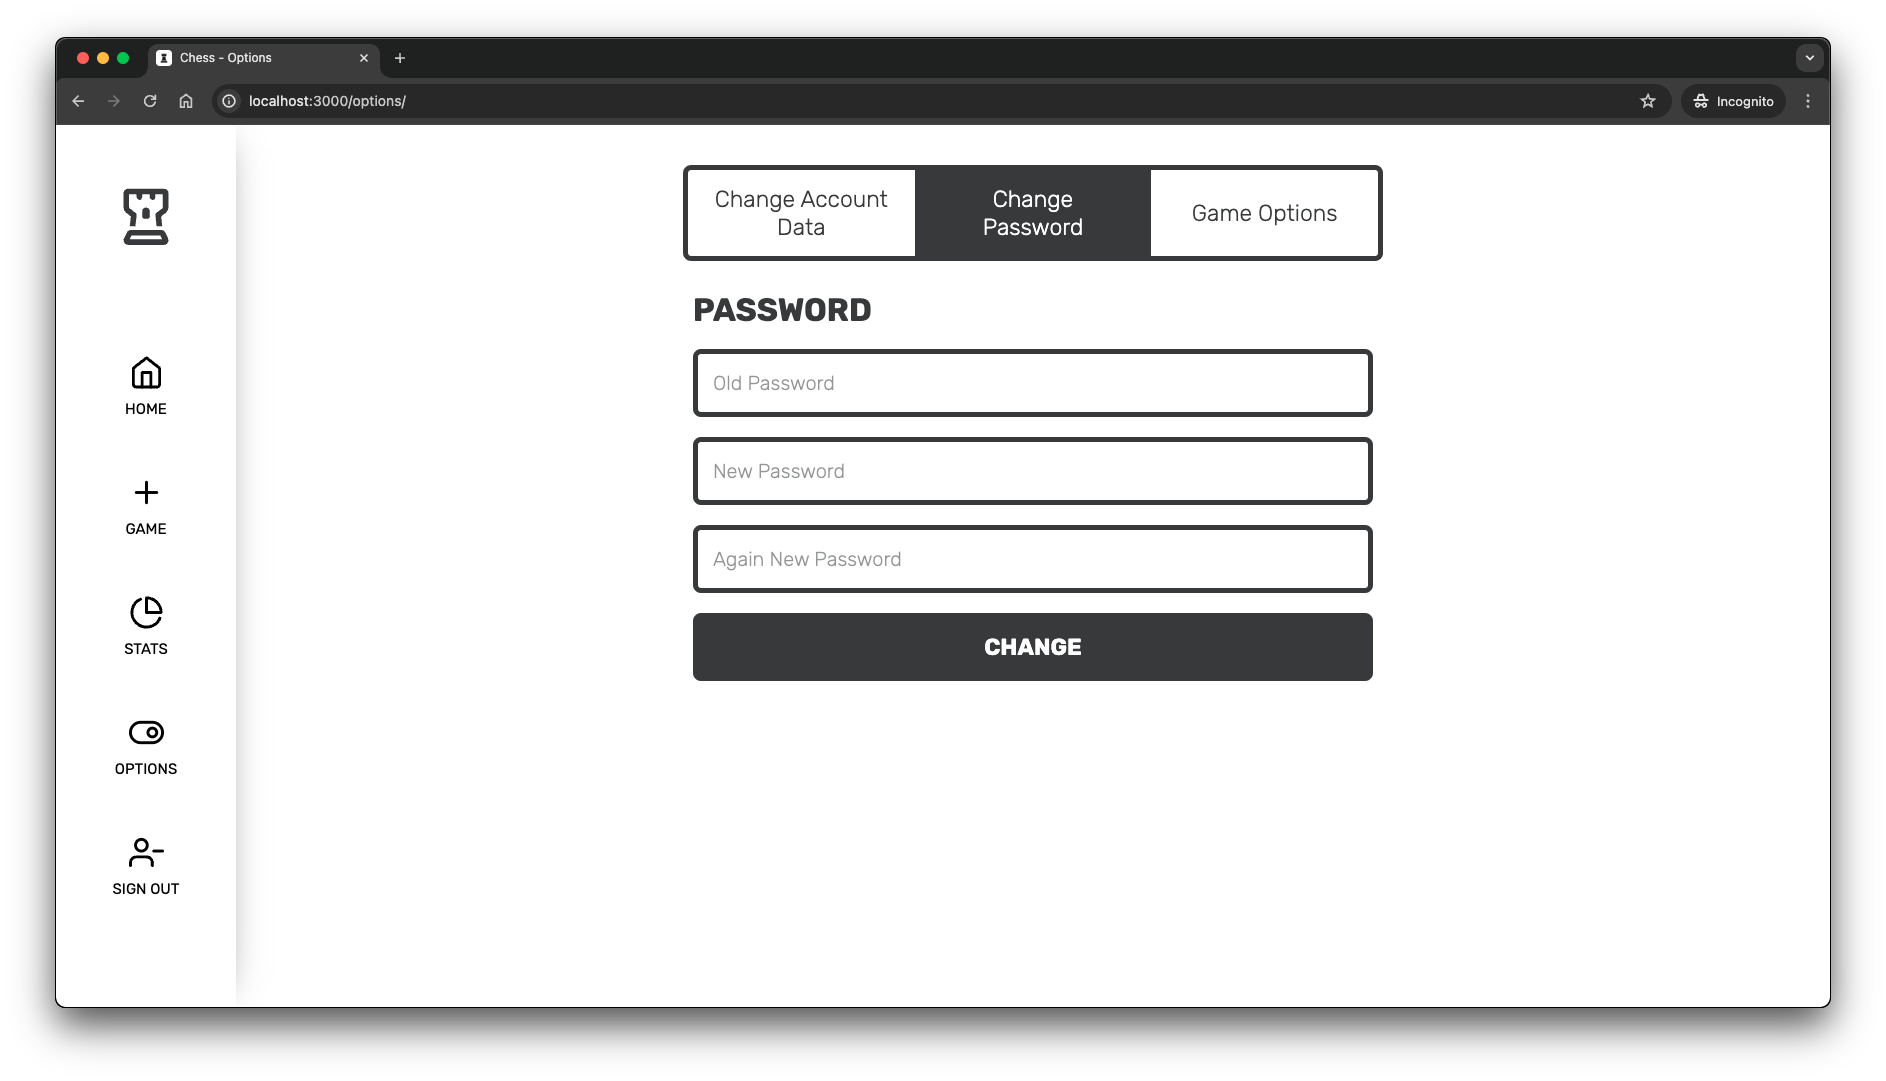 Chess - Options
localhost:3000/options/
Incognito
Change Account
Data
Change
Password
Game Options
PASSWORD
Old Password
New Password
Again New Password
CHANGE
HOME
GAME
STATS
OPTIONS
SIGN OUT